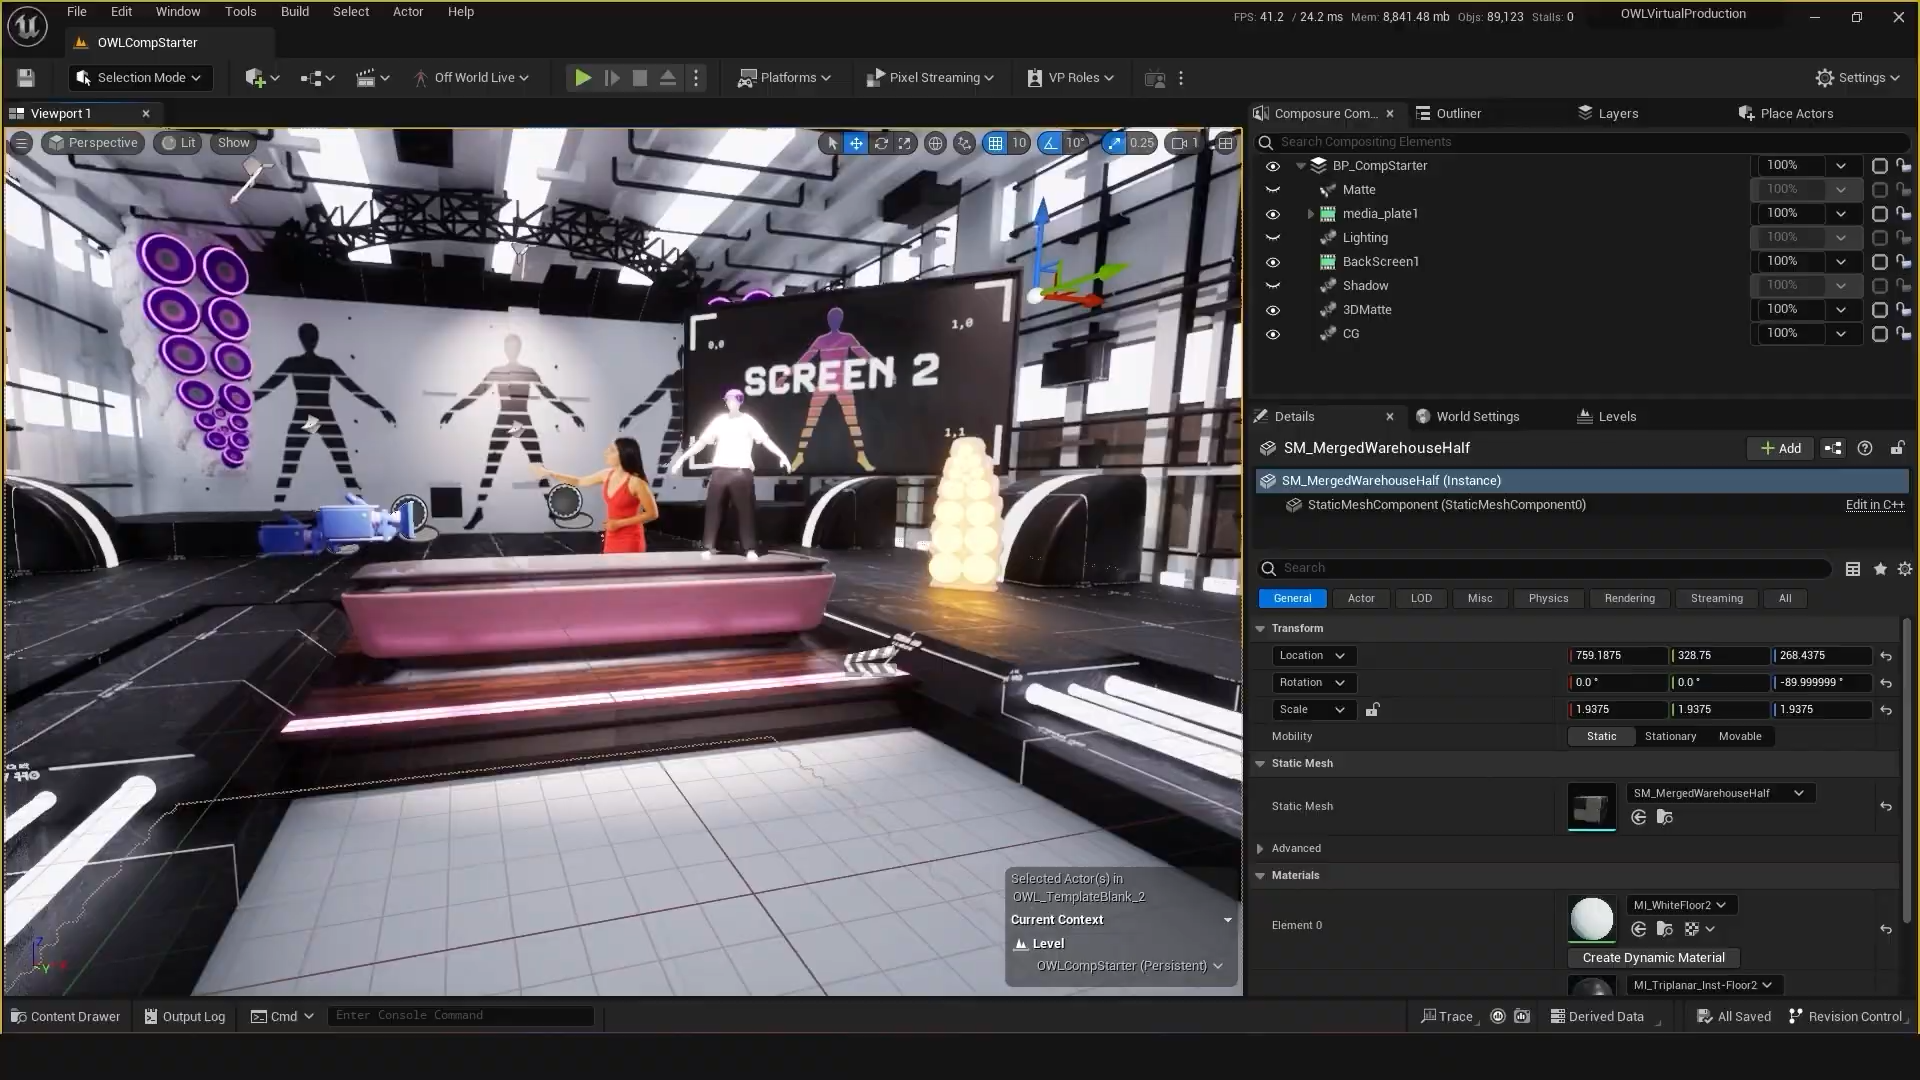 File Edit Window Tools Build Select Actor Help
FPS: 41.2 / 24.2 ms Mem: 8,841.48 mb Objs: 89,123 Stalls: 0
OWLVirtualProduction
OWLCompStarter
Selection Mode
Off World Live
Platforms
Pixel Streaming
VP Roles
Settings
Viewport 1
Perspective
Lit
Show
10
10°
0.25
1
0,0
1,0
SCREEN 2
1,1
Selected Actor(s) in
OWL_TemplateBlank_2
Current Context
Level
OWLCompStarter (Persistent)
Composure Com...
Outliner
Layers
Place Actors
Search Compositing Elements
BP_CompStarter 100%
Matte 100%
media_plate1 100%
Lighting 100%
BackScreen1 100%
Shadow 100%
3DMatte 100%
CG 100%
Details
World Settings
Levels
SM_MergedWarehouseHalf
Add
SM_MergedWarehouseHalf (Instance)
StaticMeshComponent (StaticMeshComponent0)
Edit in C++
Search
General Actor LOD Misc Physics Rendering Streaming All
Transform
Location 759.1875 328.75 268.4375
Rotation 0.0 ° 0.0 ° -89.999999 °
Scale 1.9375 1.9375 1.9375
Mobility Static Stationary Movable
Static Mesh
Static Mesh SM_MergedWarehouseHalf
Advanced
Materials
Element 0 MI_WhiteFloor2
Create Dynamic Material
MI_Triplanar_Inst-Floor2
Content Drawer
Output Log
Cmd
Enter Console Command
Trace
Derived Data
All Saved
Revision Control